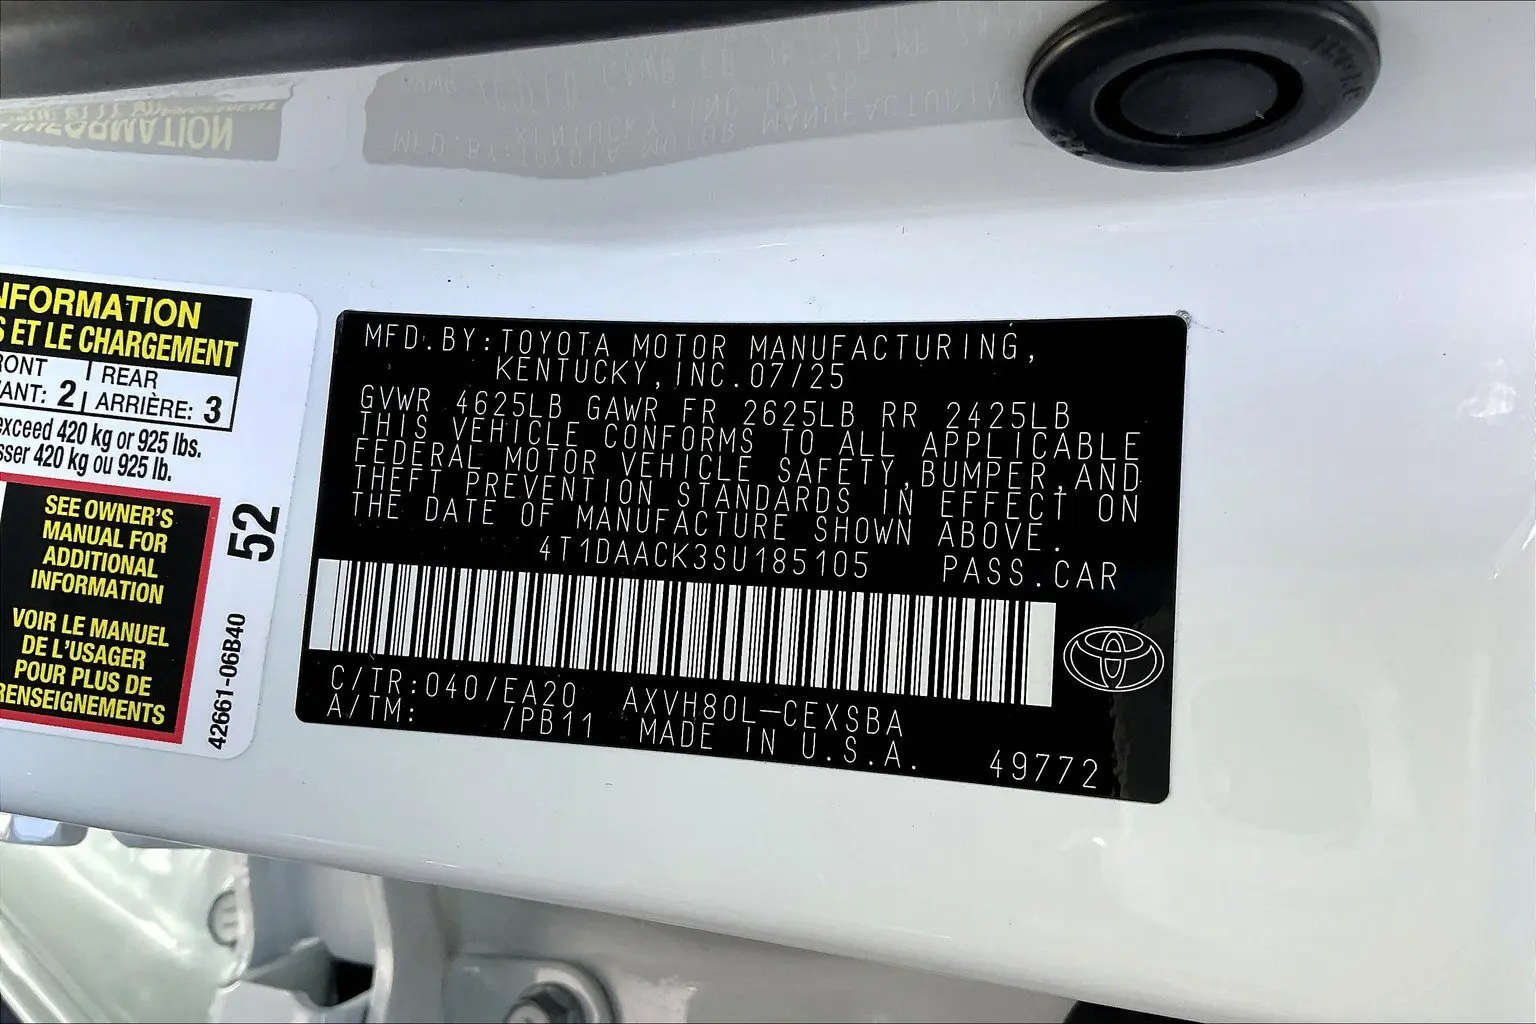 NFORMATION
S ET LE CHARGEMENT
RONT | REAR
ANT: 2 | ARRIÈRE: 3
exceed 420 kg or 925 lbs.
sser 420 kg ou 925 lb.
SEE OWNER'S
MANUAL FOR
ADDITIONAL
INFORMATION
VOIR LE MANUEL
DE L'USAGER
POUR PLUS DE
RENSEIGNEMENTS
52
42661-06B40
MFD.BY:TOYOTA MOTOR MANUFACTURING,
KENTUCKY,INC.07/25
GVWR 4625LB GAWR FR 2625LB RR 2425LB
THIS VEHICLE CONFORMS TO ALL APPLICABLE
FEDERAL MOTOR VEHICLE SAFETY,BUMPER,AND
THEFT PREVENTION STANDARDS IN EFFECT ON
THE DATE OF MANUFACTURE SHOWN ABOVE.
4T1DAACK3SU185105 PASS.CAR
C/TR:040/EA20 AXVH80L-CEXSBA
A/TM: /PB11 MADE IN U.S.A.
49772